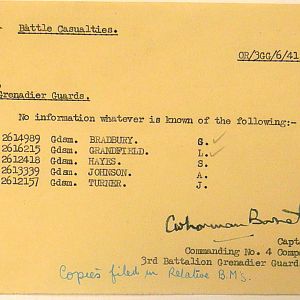 Battle Casualties.
OR/3GG/6/41
Grenadier Guards.
No information whatever is known of the following:-
2614989 Gdsm. BRADBURY. G.
2616215 Gdsm. GRANDFIELD. L.
2612418 Gdsm. HAYES. S.
2613339 Gdsm. JOHNSON. A.
2612157 Gdsm. TURNER. J.
Capt
Commanding No. 4 Comp
3rd Battalion Grenadier Guard
Copies filed in Relative B.M's.